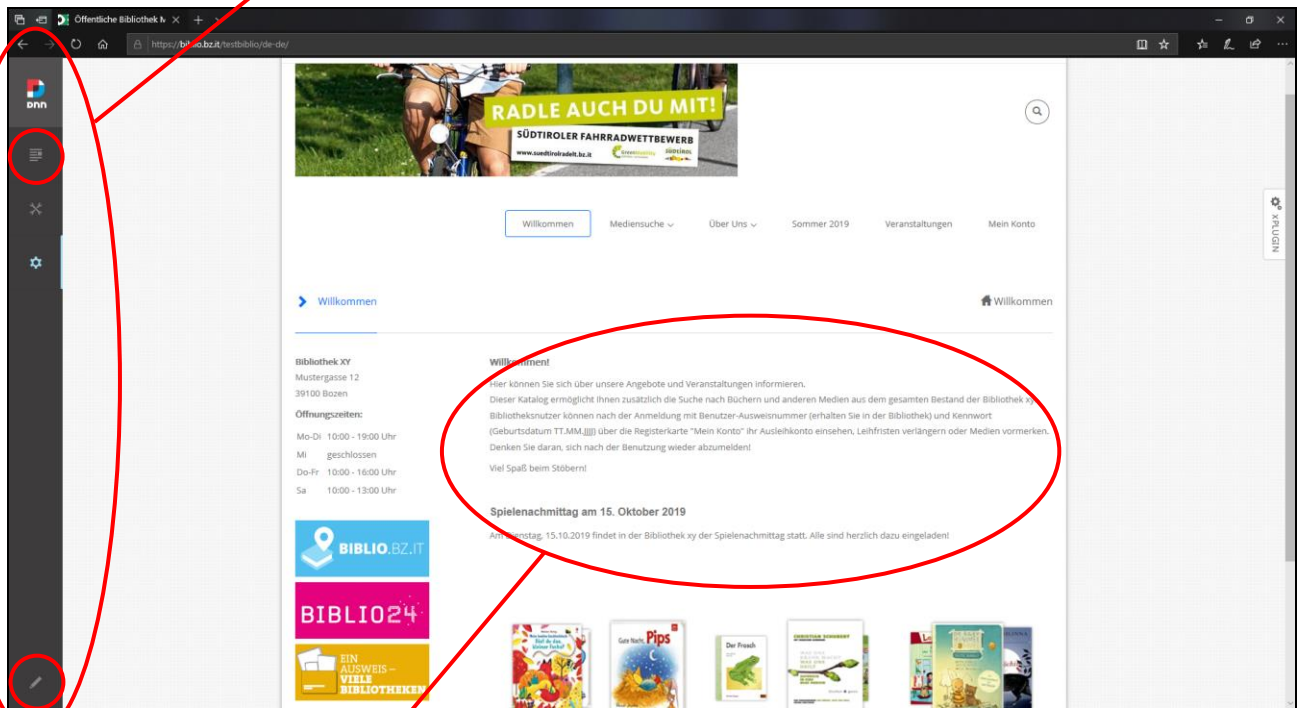 Öffentliche Bibliothek
https://biblio.bz.it/testbiblio/de-de/
DNN
RADLE AUCH DU MIT!
SÜDTIROLER FAHRRADWETTBEWERB
www.suedtirolradelt.bz.it
SÜDTIROL
XPLUGIN
Willkommen Mediensuche Über Uns Sommer 2019 Veranstaltungen Mein Konto
Willkommen
Willkommen
Bibliothek XY
Mustergasse 12
39100 Bozen
Öffnungszeiten:
Mo-Di 10:00 - 19:00 Uhr
Mi geschlossen
Do-Fr 10:00 - 16:00 Uhr
Sa 10:00 - 13:00 Uhr
BIBLIO.BZ.IT
BIBLIO24
EIN
AUSWEIS –
VIELE
BIBLIOTHEKEN
Willkommen!
Hier können Sie sich über unsere Angebote und Veranstaltungen informieren.
Dieser Katalog ermöglicht Ihnen zusätzlich die Suche nach Büchern und anderen Medien aus dem gesamten Bestand der Bibliothek xy.
Bibliotheksnutzer können nach der Anmeldung mit Benutzer-Ausweisnummer (erhalten Sie in der Bibliothek) und Kennwort
(Geburtsdatum TT.MM.JJJJ) über die Registerkarte "Mein Konto" ihr Ausleihkonto einsehen, Leihfristen verlängern oder Medien vormerken.
Denken Sie daran, sich nach der Benutzung wieder abzumelden!
Viel Spaß beim Stöbern!
Spielenachmittag am 15. Oktober 2019
Am Dienstag, 15.10.2019 findet in der Bibliothek xy der Spielenachmittag statt. Alle sind herzlich dazu eingeladen!
Gute Nacht, Pips
Der Frosch
CHRISTIAN SCHUBERT